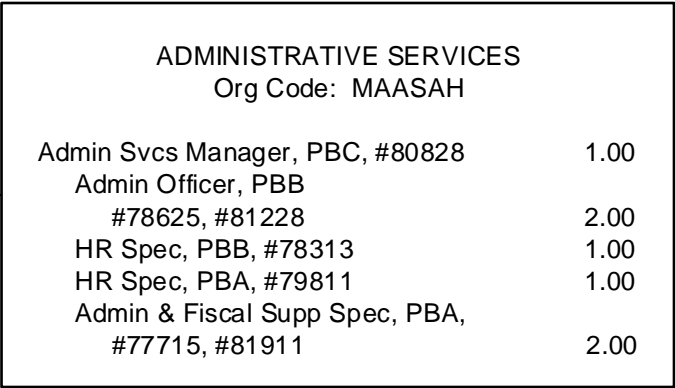 ADMINISTRATIVE SERVICES
Org Code: MAASAH
Admin Svcs Manager, PBC, #80828 1.00
Admin Officer, PBB
#78625, #81228 2.00
HR Spec, PBB, #78313 1.00
HR Spec, PBA, #79811 1.00
Admin & Fiscal Supp Spec, PBA,
#77715, #81911 2.00